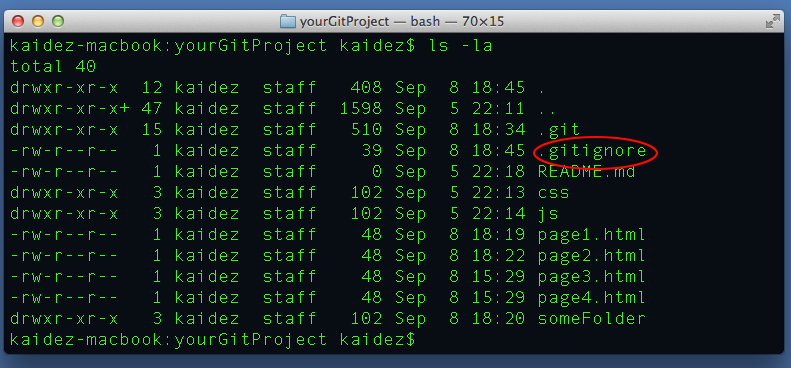 yourGitProject — bash — 70×15
kaidez-macbook:yourGitProject kaidez$ ls -la
total 40
drwxr-xr-x  12 kaidez  staff   408 Sep  8 18:45 .
drwxr-xr-x+ 47 kaidez  staff  1598 Sep  5 22:11 ..
drwxr-xr-x  15 kaidez  staff   510 Sep  8 18:34 .git
-rw-r--r--   1 kaidez  staff    39 Sep  8 18:45 .gitignore
-rw-r--r--   1 kaidez  staff     0 Sep  5 22:18 README.md
drwxr-xr-x   3 kaidez  staff   102 Sep  5 22:13 css
drwxr-xr-x   3 kaidez  staff   102 Sep  5 22:14 js
-rw-r--r--   1 kaidez  staff    48 Sep  8 18:19 page1.html
-rw-r--r--   1 kaidez  staff    48 Sep  8 18:22 page2.html
-rw-r--r--   1 kaidez  staff    48 Sep  8 15:29 page3.html
-rw-r--r--   1 kaidez  staff    48 Sep  8 15:29 page4.html
drwxr-xr-x   3 kaidez  staff   102 Sep  8 18:20 someFolder
kaidez-macbook:yourGitProject kaidez$